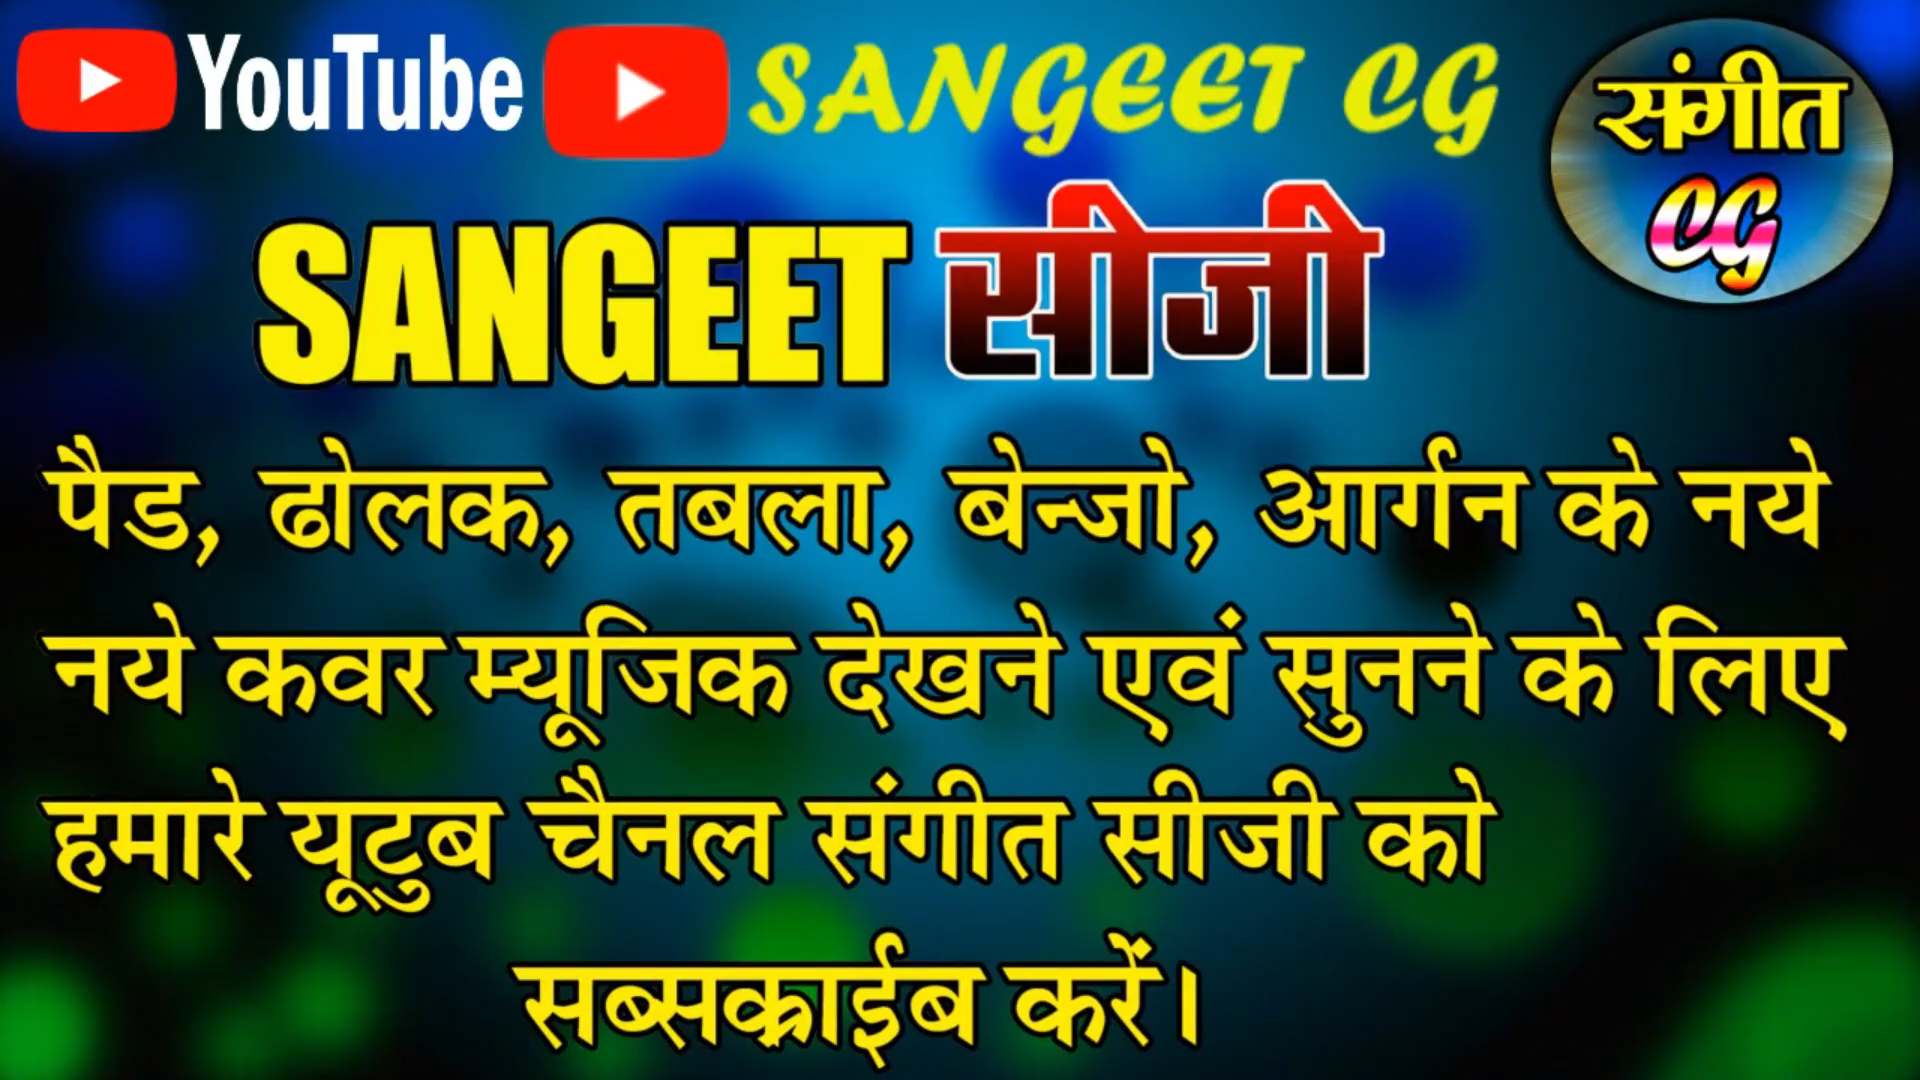 YouTube SANGEET CG
संगीत
CG
SANGEET सीजी
पैड, ढोलक, तबला, बेन्जो, आर्गन के नये
नये कवर म्यूजिक देखने एवं सुनने के लिए
हमारे यूटुब चैनल संगीत सीजी को
सब्सक्राईब करें।